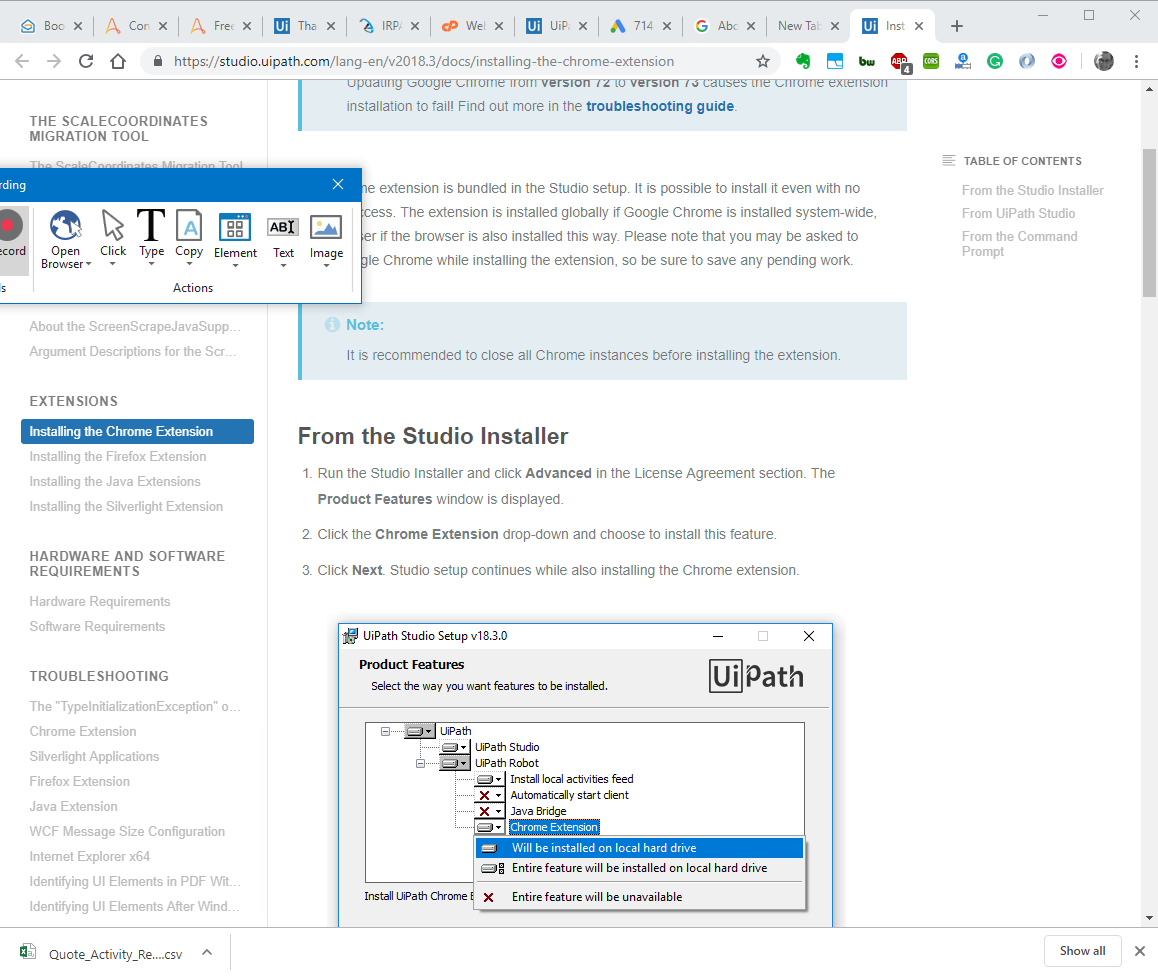 Boo
Con
Free
Tha
IRPA
Wel
UiPa
714
Abc
New Tab
Inst
https://studio.uipath.com/lang-en/v2018.3/docs/installing-the-chrome-extension
ABP
4
CORS
bw
THE SCALECOORDINATES
MIGRATION TOOL
The ScaleCoordinates Migration Tool
rding
ecord
Open
Browser
Click
Type
Copy
Element
Text
Image
ls
Actions
About the ScreenScrapeJavaSupp...
Argument Descriptions for the Scr...
EXTENSIONS
Installing the Chrome Extension
Installing the Firefox Extension
Installing the Java Extensions
Installing the Silverlight Extension
HARDWARE AND SOFTWARE
REQUIREMENTS
Hardware Requirements
Software Requirements
TROUBLESHOOTING
The "TypeInitializationException" o...
Chrome Extension
Silverlight Applications
Firefox Extension
Java Extension
WCF Message Size Configuration
Internet Explorer x64
Identifying UI Elements in PDF Wit...
Identifying UI Elements After Wind...
Updating Google Chrome from version 72 to version 73 causes the Chrome extension
installation to fail! Find out more in the troubleshooting guide.
me extension is bundled in the Studio setup. It is possible to install it even with no
ccess. The extension is installed globally if Google Chrome is installed system-wide,
ser if the browser is also installed this way. Please note that you may be asked to
gle Chrome while installing the extension, so be sure to save any pending work.
Note:
It is recommended to close all Chrome instances before installing the extension.
From the Studio Installer
1. Run the Studio Installer and click Advanced in the License Agreement section. The
Product Features window is displayed.
2. Click the Chrome Extension drop-down and choose to install this feature.
3. Click Next. Studio setup continues while also installing the Chrome extension.
UiPath Studio Setup v18.3.0
Product Features
Select the way you want features to be installed.
UiPath
UiPath
UiPath Studio
UiPath Robot
Install local activities feed
Automatically start client
Java Bridge
Chrome Extension
Will be installed on local hard drive
Entire feature will be installed on local hard drive
Entire feature will be unavailable
Install UiPath Chrome E
TABLE OF CONTENTS
From the Studio Installer
From UiPath Studio
From the Command
Prompt
Quote_Activity_Re....csv
Show all